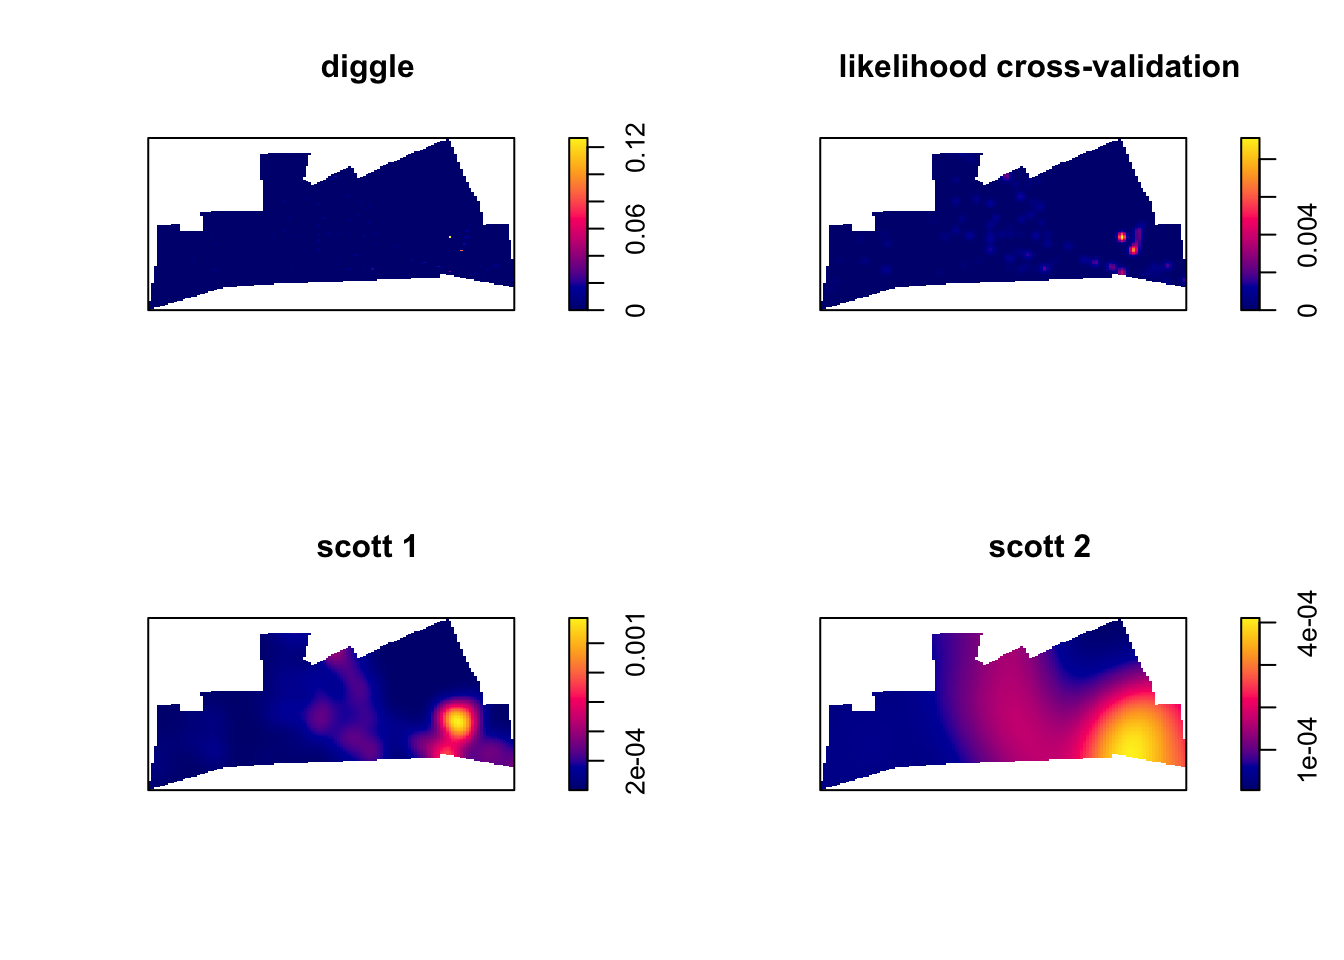 diggle
0.12
0.06
0
likelihood cross-validation
0.004
0
scott 1
0.001
2e-04
scott 2
4e-04
1e-04